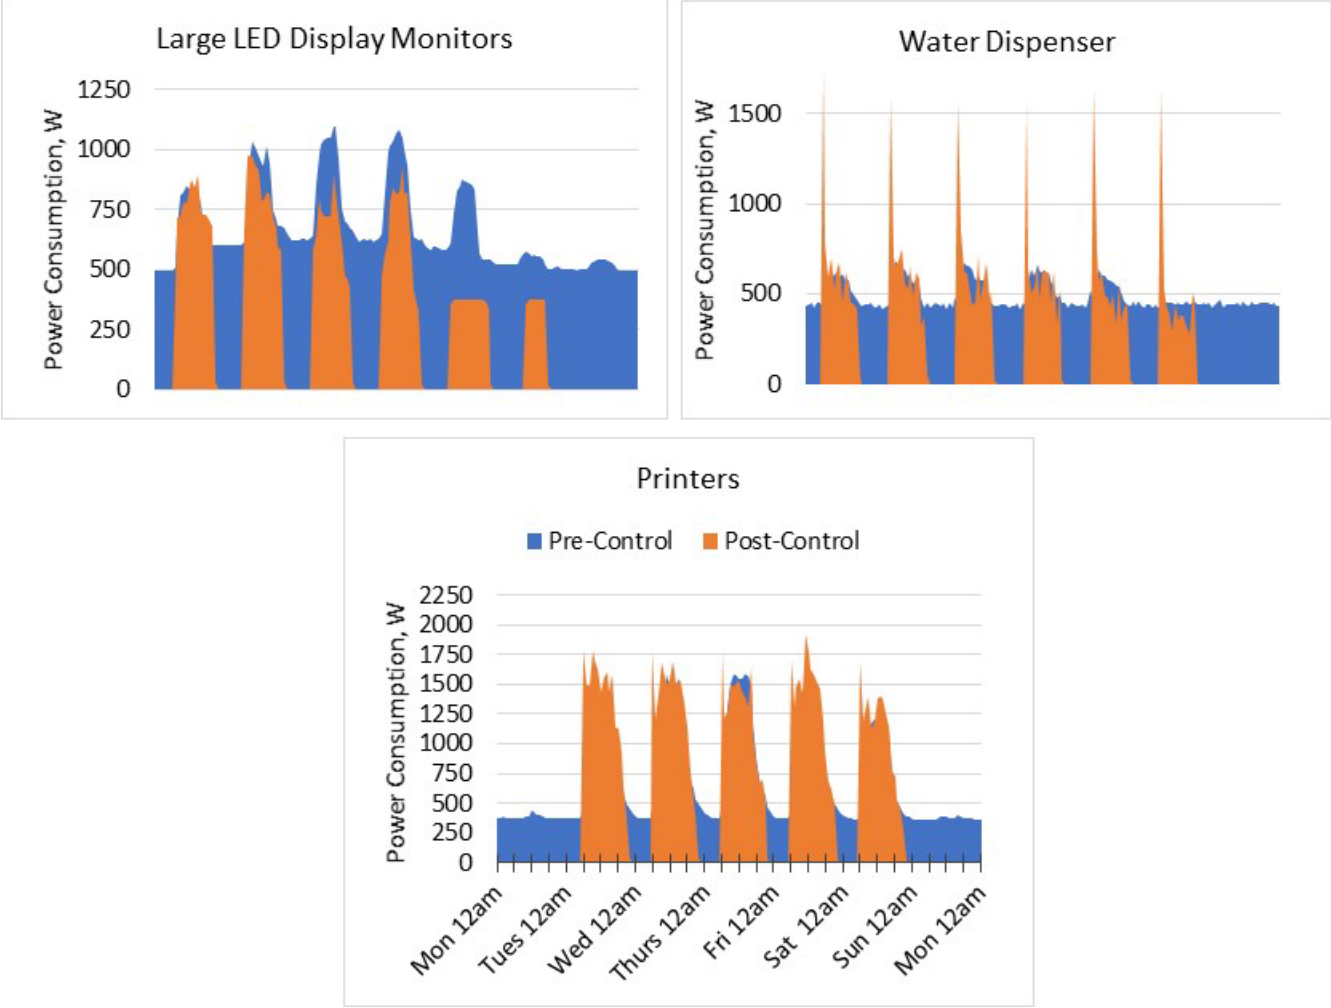 Large LED Display Monitors
Power Consumption, W
1250
1000
750
500
250
0
Water Dispenser
Power Consumption, W
1500
1000
500
0
Printers
Pre-Control Post-Control
Power Consumption, W
2250
2000
1750
1500
1250
1000
750
500
250
0
Mon 12am
Tues 12am
Wed 12am
Thurs 12am
Fri 12am
Sat 12am
Sun 12am
Mon 12am